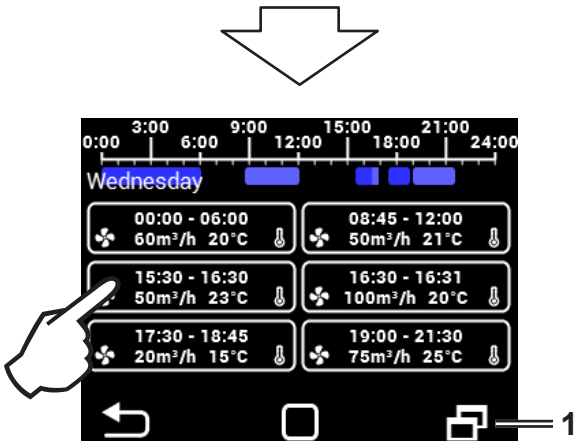 3:00 9:00 15:00 21:00
0:00 6:00 12:00 18:00 24:00
Wednesday
00:00 - 06:00
60m³/h 20°C
08:45 - 12:00
50m³/h 21°C
15:30 - 16:30
50m³/h 23°C
16:30 - 16:31
100m³/h 20°C
17:30 - 18:45
20m³/h 15°C
19:00 - 21:30
75m³/h 25°C
1